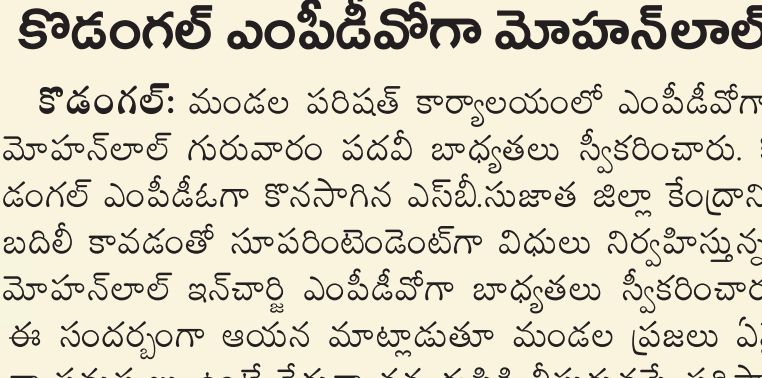 కొడంగల్ ఎంపీడీవోగా మోహన్‌లాల్
కొడంగల్: మండల పరిషత్ కార్యాలయంలో ఎంపీడీవోగా
మోహన్‌లాల్ గురువారం పదవీ బాధ్యతలు స్వీకరించారు.
డంగల్ ఎంపీడీఓగా కొనసాగిన ఎస్‌బీ.సుజాత జిల్లా కేంద్రాని
బదిలీ కావడంతో సూపరింటెండెంట్‌గా విధులు నిర్వహిస్తున్న
మోహన్‌లాల్ ఇన్‌చార్జి ఎంపీడీవోగా బాధ్యతలు స్వీకరించార
ఈ సందర్భంగా ఆయన మాట్లాడుతూ మండల ప్రజలు